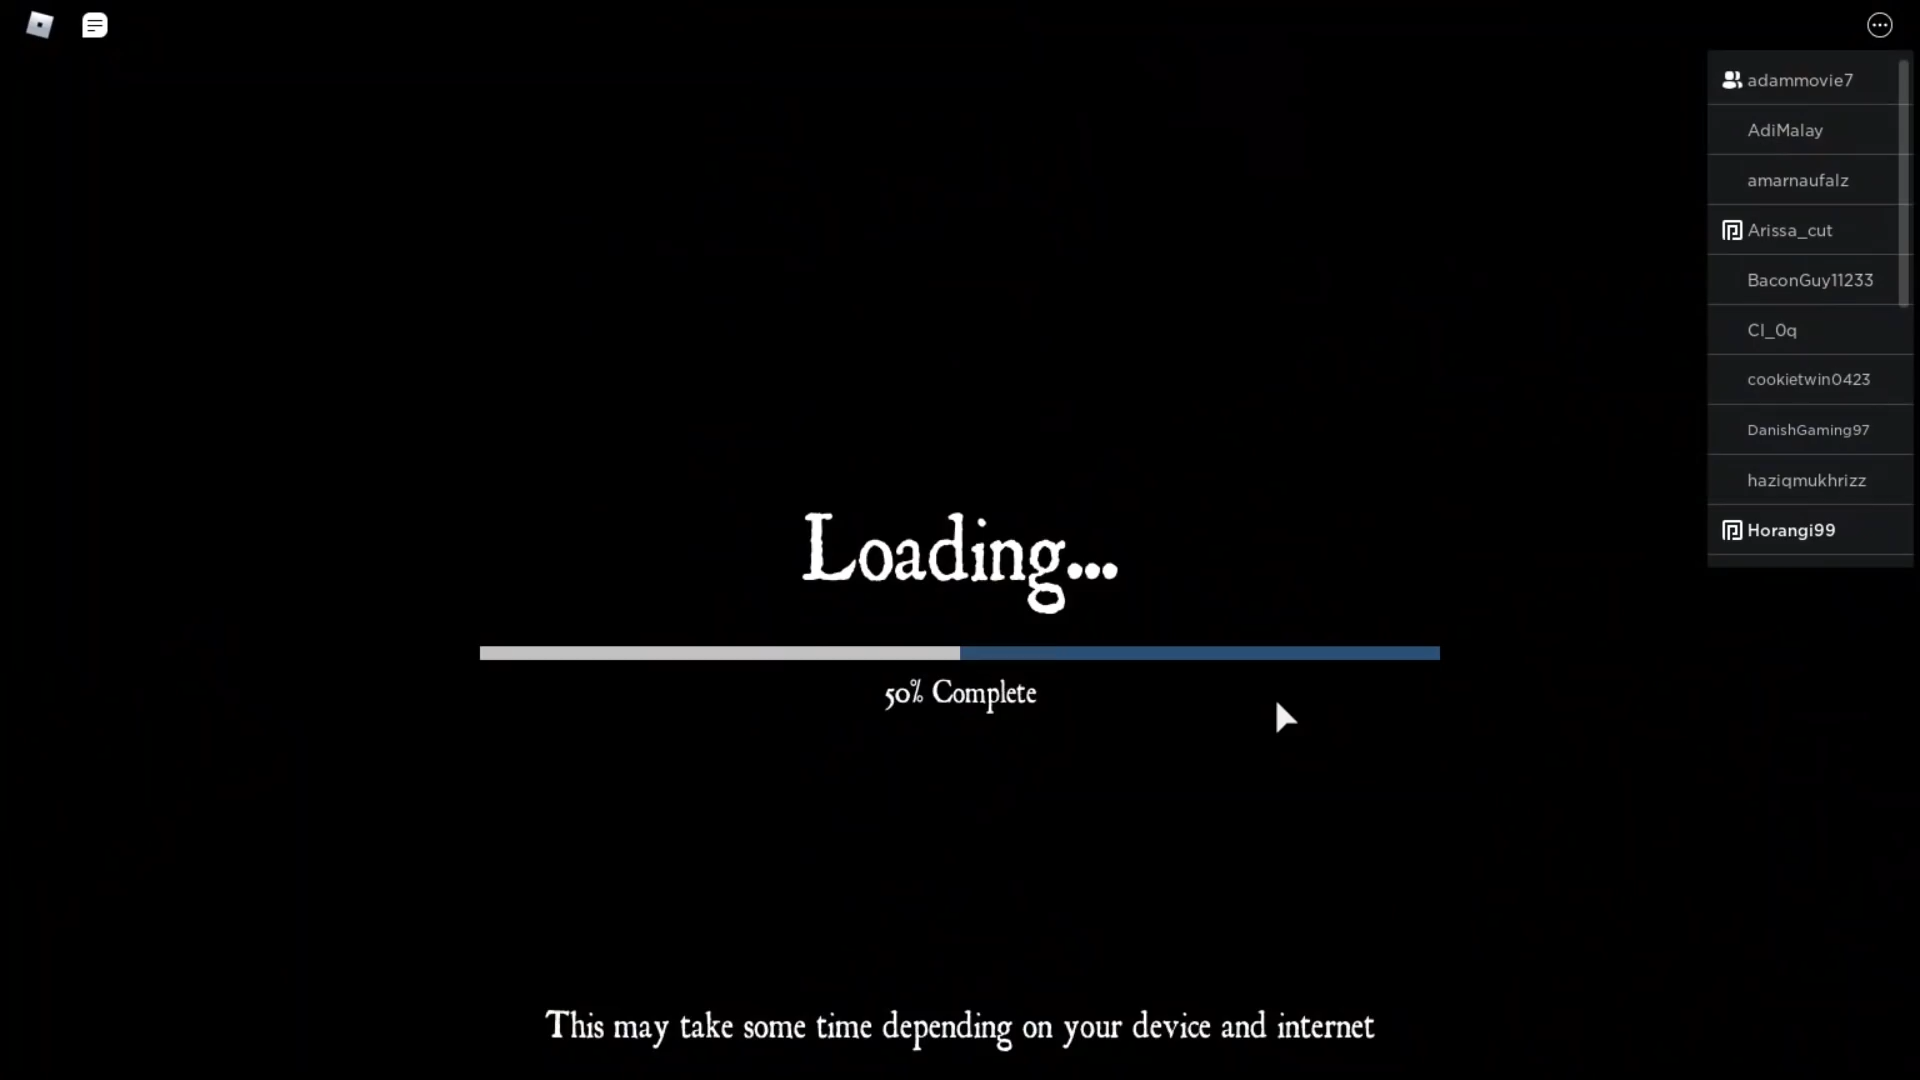 adammovie7
AdiMalay
amarnaufalz
Arissa_cut
BaconGuy11233
CI_0q
cookietwin0423
DanishGaming97
haziqmukhrizz
Horangi99
Loading...
50% Complete
This may take some time depending on your device and internet